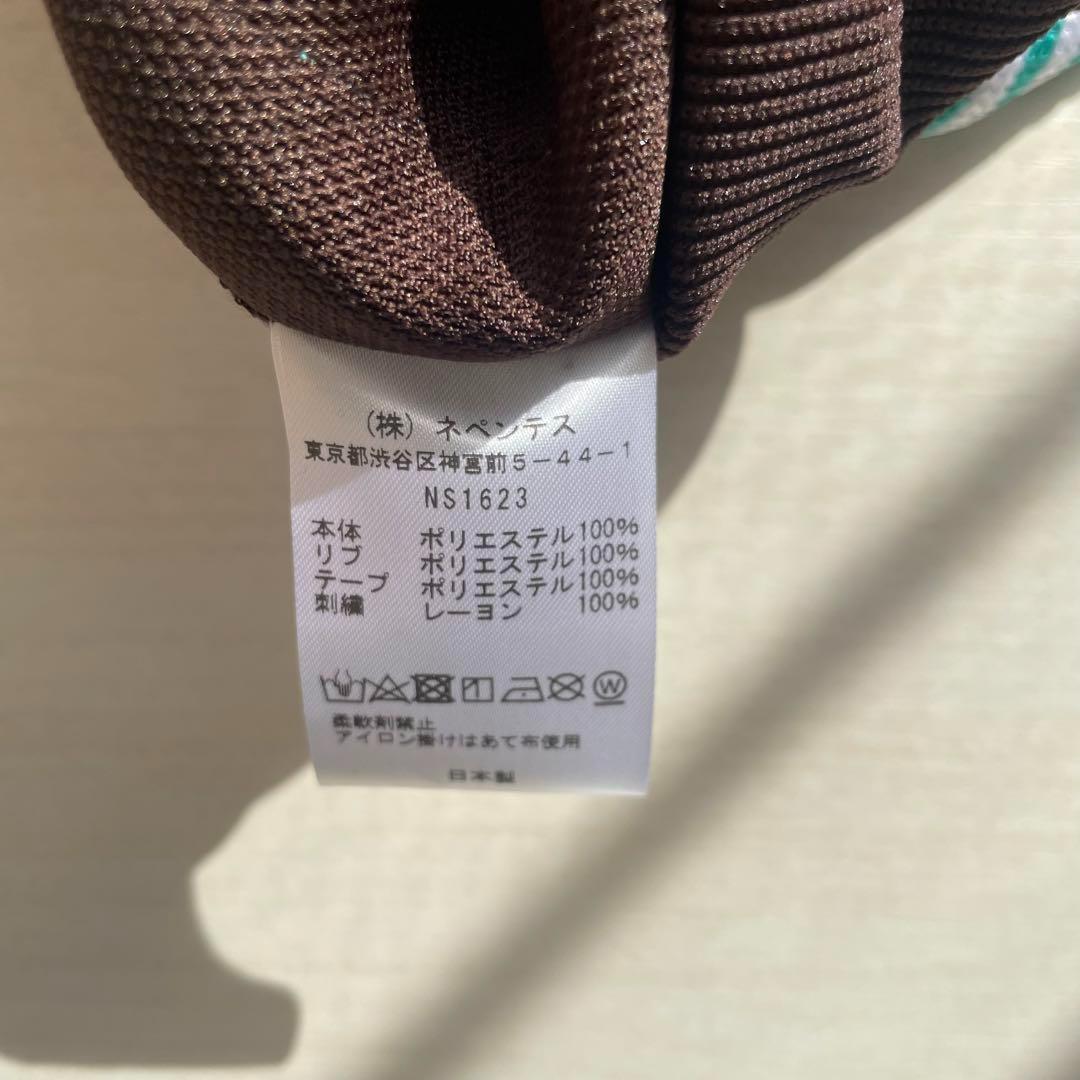 （株）ネペンテス
東京都渋谷区神宮前５－４４－１
NS1623
本体 ポリエステル100%
リブ ポリエステル100%
テープ ポリエステル100%
刺繍 レーヨン 100%
W
柔軟剤禁止
アイロン掛けはあて布使用
日本製